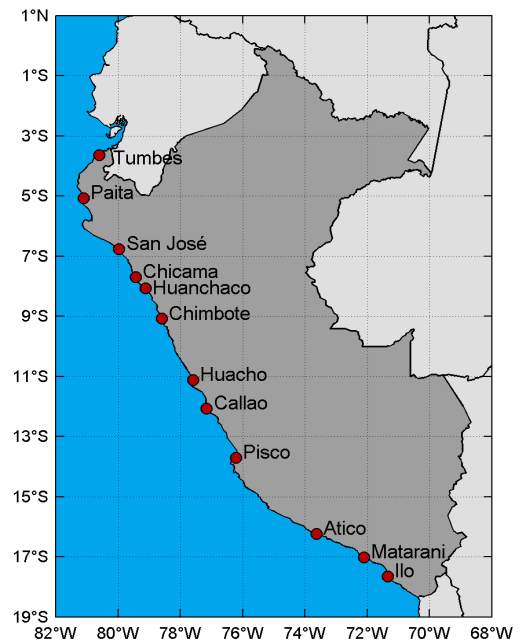 1°N
1°S
3°S
Tumbes
5°S
Paita
7°S
San José
Chicama
Huanchaco
9°S
Chimbote
11°S
Huacho
Callao
13°S
Pisco
15°S
Atico
17°S
Matarani
Ilo
19°S
82°W 80°W 78°W 76°W 74°W 72°W 70°W 68°W